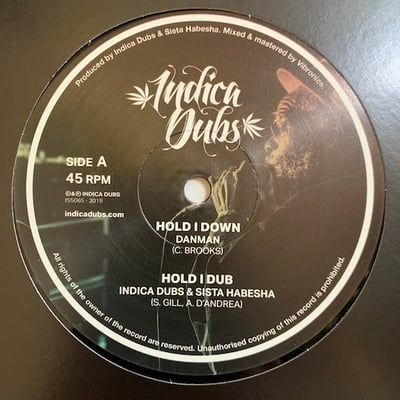 Produced by Indica Dubs & Sista Habesha. Mixed & mastered by Vibronics.
Indica
Dubs
SIDE A
45 RPM
©&℗ INDICA DUBS
ISS065 - 2019
indicadubs.com
HOLD I DOWN
DANMAN
(C. BROOKS)
HOLD I DUB
INDICA DUBS & SISTA HABESHA
(S. GILL, A. D'ANDREA)
All rights of the owner of the record are reserved. Unauthorised copying of this record is prohibited.